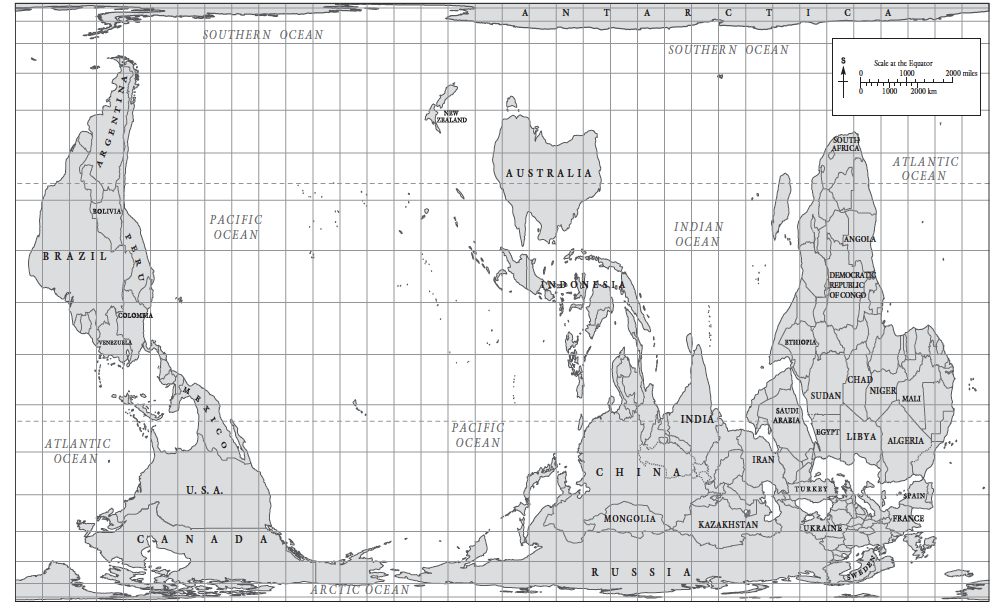 A N T A R C T I C A
SOUTHERN OCEAN
SOUTHERN OCEAN
S
Scale at the Equator
0 1000 2000 miles
0 1000 2000 km
ARGENTINA
NEW
ZEALAND
SOUTH
AFRICA
ATLANTIC
OCEAN
AUSTRALIA
BOLIVIA
PACIFIC
OCEAN
INDIAN
OCEAN
ANGOLA
BRAZIL
PERU
DEMOCRATIC
REPUBLIC
OF CONGO
INDONESIA
COLOMBIA
VENEZUELA
ETHIOPIA
MEXICO
CHAD
SUDAN
NIGER
MALI
SAUDI
ARABIA
INDIA
PACIFIC
OCEAN
EGYPT
LIBYA
ALGERIA
ATLANTIC
OCEAN
IRAN
CHINA
U.S.A.
TURKEY
SPAIN
MONGOLIA
KAZAKHSTAN
UKRAINE
FRANCE
CANADA
SWEDEN
RUSSIA
ARCTIC OCEAN